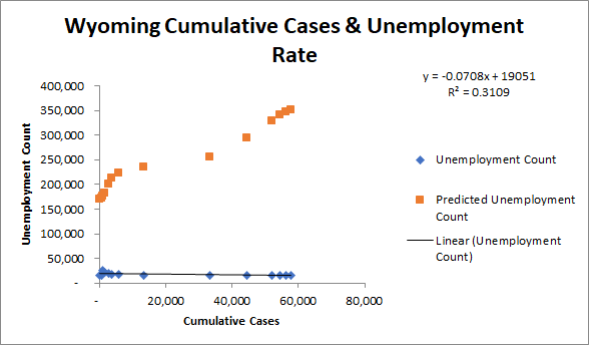 Wyoming Cumulative Cases & Unemployment
Rate
y = -0.0708x + 19051
R² = 0.3109
400,000
350,000
300,000
250,000
200,000
150,000
100,000
50,000
-
Unemployment Count
-
20,000
40,000
60,000
80,000
Cumulative Cases
Unemployment Count
Predicted Unemployment
Count
Linear (Unemployment
Count)